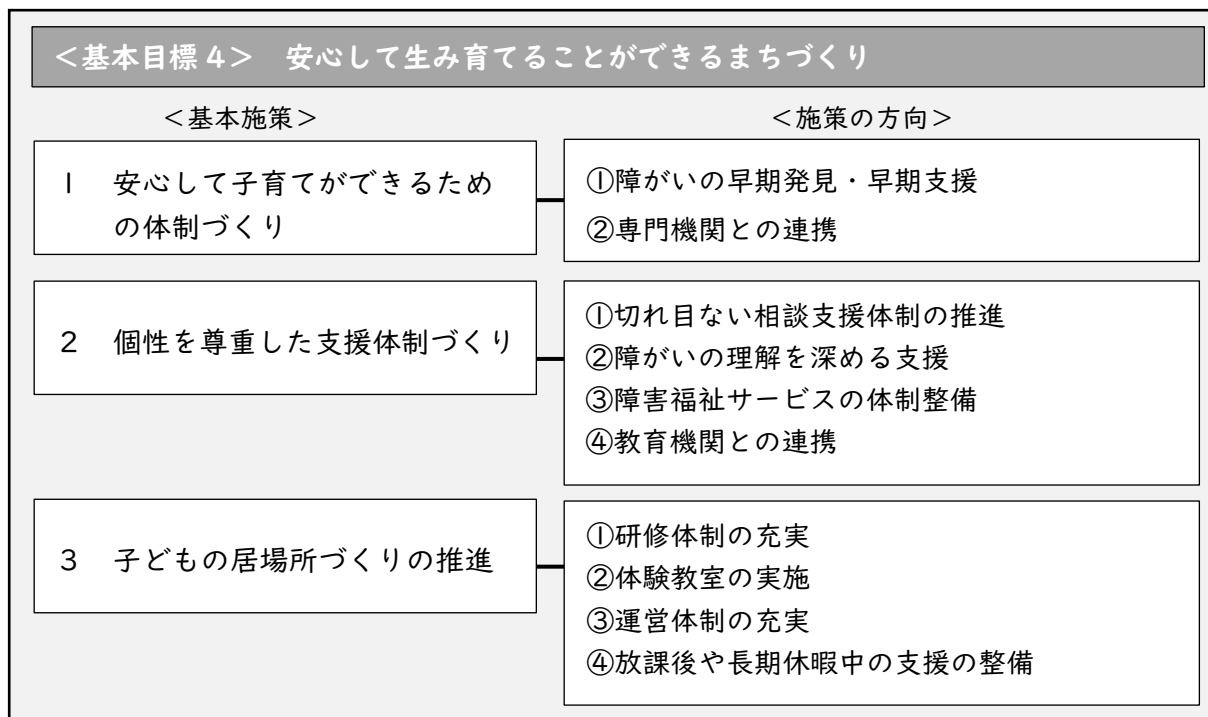 <基本目標4> 安心して生み育てることができるまちづくり
<基本施策>
<施策の方向>
1 安心して子育てができるため
の体制づくり
①障がいの早期発見・早期支援
②専門機関との連携
2 個性を尊重した支援体制づくり
①切れ目ない相談支援体制の推進
②障がいの理解を深める支援
③障害福祉サービスの体制整備
④教育機関との連携
3 子どもの居場所づくりの推進
①研修体制の充実
②体験教室の実施
③運営体制の充実
④放課後や長期休暇中の支援の整備